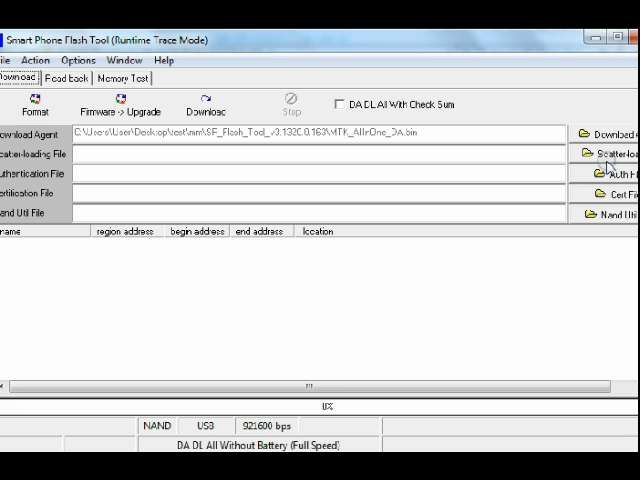 Smart Phone Flash Tool (Runtime Trace Mode)
ile Action Options Window Help
Download Read back Memory Test
Format Firmware -> Upgrade Download Stop DA DL All With Check Sum
ownload Agent C:\Users\User\Desktop\test\mm\SP_Flash_Tool_v3.1320.0.163\MTK_AllInOne_DA.bin Download
catter-loading File Scatter-loa
uthentication File Auth Fi
ertification File Cert Fi
Nand Util File Nand Util
name region address begin address end address location
0%
NAND USB 921600 bps
DA DL All Without Battery (Full Speed)